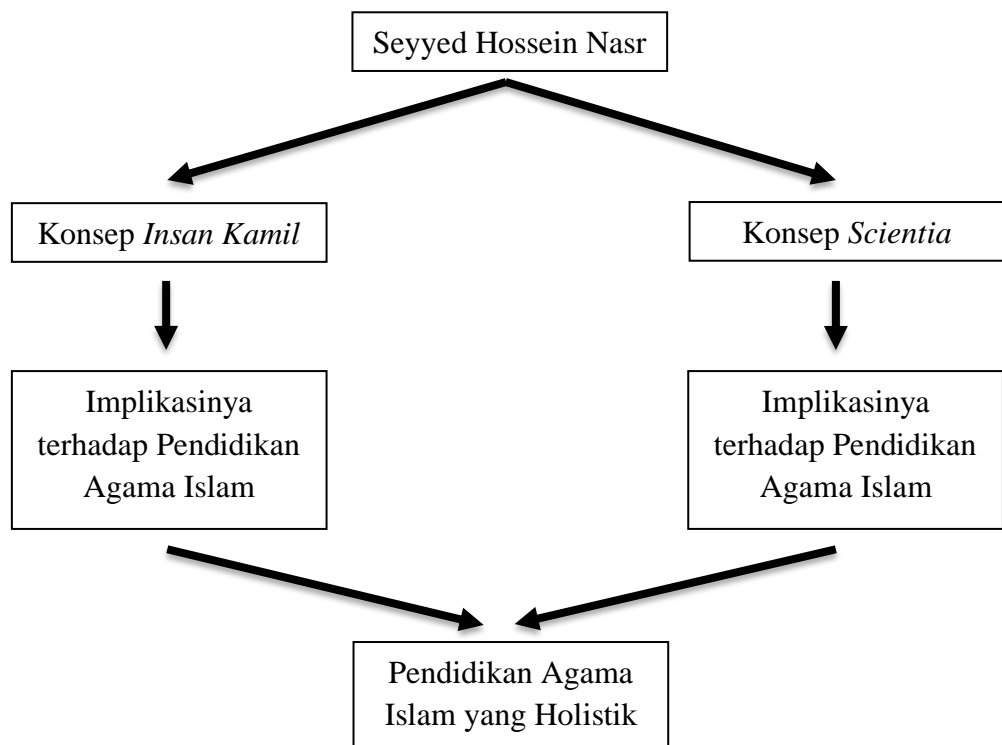 Seyyed Hossein Nasr
Konsep Insan Kamil
Konsep Scientia
Implikasinya
terhadap Pendidikan
Agama Islam
Implikasinya
terhadap Pendidikan
Agama Islam
Pendidikan Agama
Islam yang Holistik